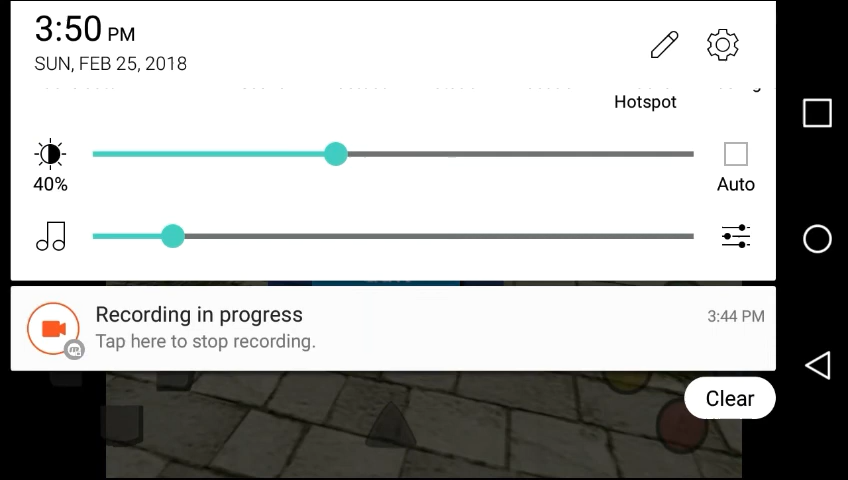 3:50 PM
SUN, FEB 25, 2018
Hotspot
40%
Auto
Recording in progress
3:44 PM
Tap here to stop recording.
Clear